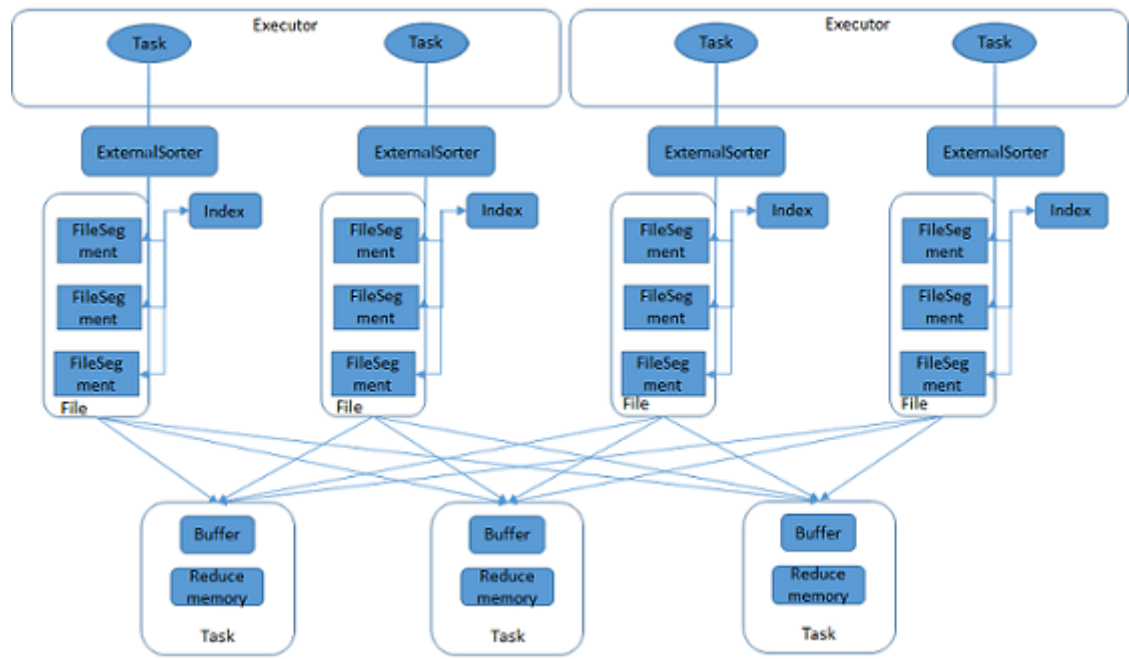 Executor
Executor
Task
Task
Task
Task
ExternalSorter
ExternalSorter
ExternalSorter
ExternalSorter
Index
Index
Index
Index
FileSeg
ment
FileSeg
ment
FileSeg
ment
FileSeg
ment
FileSeg
ment
FileSeg
ment
FileSeg
ment
FileSeg
ment
FileSeg
ment
FileSeg
ment
FileSeg
ment
FileSeg
ment
File
File
File
File
Buffer
Buffer
Buffer
Reduce
memory
Reduce
memory
Reduce
memory
Task
Task
Task